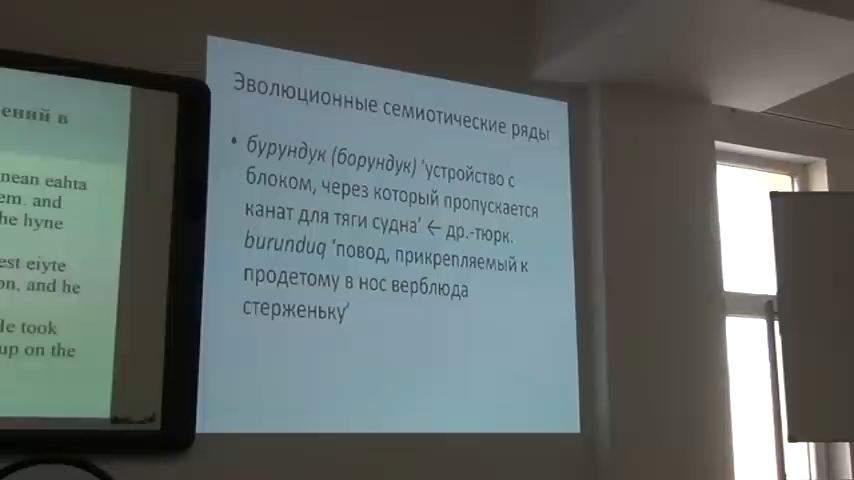 ений в
nean eahta
em. and
he hyne
est eiyte
on, and he
He took
up on the
Эволюционные семиотические ряды
• бурундук (борундук) ‘устройство с
блоком, через который пропускается
канат для тяги судна’ ← др.-тюрк.
burunduq ‘повод, прикрепляемый к
продетому в нос верблюда
стерженьку’